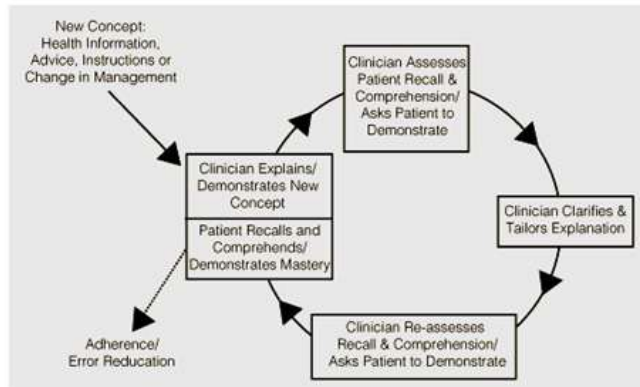 New Concept:
Health Information,
Advice, Instructions or
Change in Management
Clinician Assesses
Patient Recall &
Comprehension/
Asks Patient to
Demonstrate
Clinician Explains/
Demonstrates New
Concept
Patient Recalls and
Comprehends/
Demonstrates Mastery
Clinician Clarifies &
Tailors Explanation
Clinician Re-assesses
Recall & Comprehension/
Asks Patient to Demonstrate
Adherence/
Error Reducation